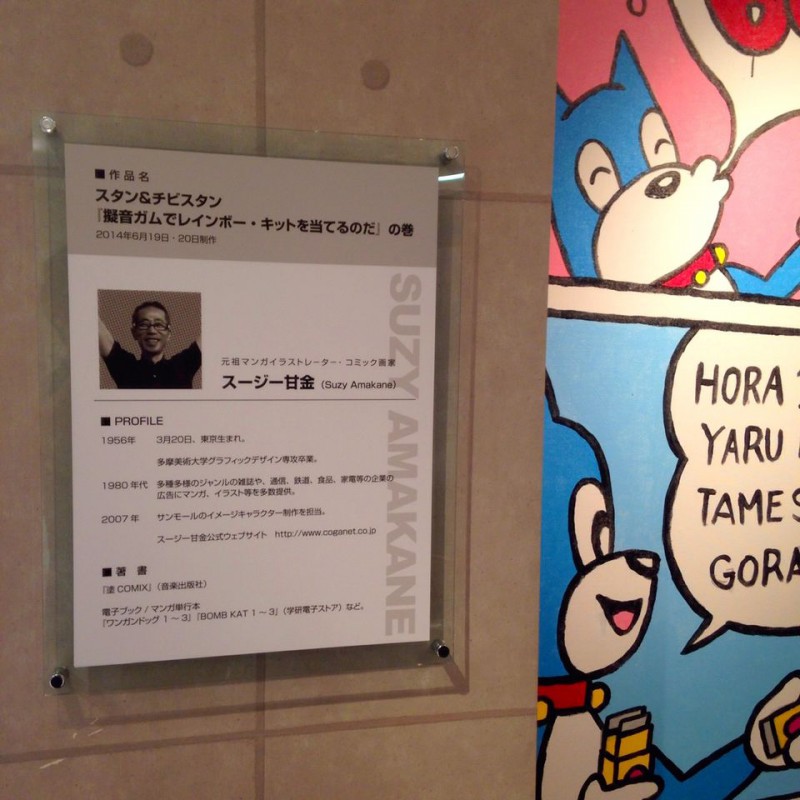 ■作品名
スタン&チビスタン
『擬音ガムでレインボー・キットを当てるのだ』の巻
2014年6月19日・20日制作
元祖マンガイラストレーター・コミック画家
スージー甘金（Suzy Amakane）
SUZY AMAKANE
■ PROFILE
1956年 3月20日、東京生まれ。
多摩美術大学グラフィックデザイン専攻卒業。
1980年代 多種多様のジャンルの雑誌や、通信、鉄道、食品、家電等の企業の
広告にマンガ、イラスト等を多数提供。
2007年 サンモールのイメージキャラクター制作を担当。
スージー甘金公式ウェブサイト http://www.coganet.co.jp
■著書
『塗COMIX』（音楽出版社）
電子ブック/マンガ単行本
『ワンガンドッグ1～3』『BOMB KAT 1～3』（学研電子ストア）など。
HORA
YARU
TAME
GORA